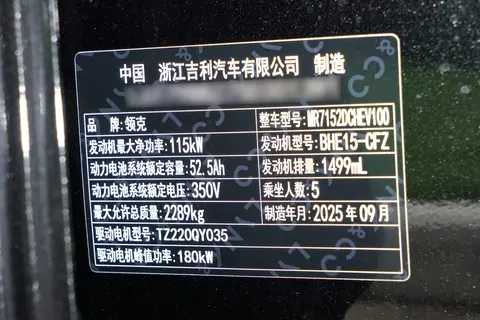 中国 浙江吉利汽车有限公司 制造
品 牌:领克 整车型号:MR7152DCHEV100
发动机最大净功率:115kW 发动机型号:BHE15-CFZ
动力电池系统额定容量:52.5Ah 发动机排量:1499mL
动力电池系统额定电压:350V 乘坐人数:5
最大允许总质量:2289kg 制造年月:2025年09月
驱动电机型号:TZ220QY035
驱动电机峰值功率:180kW